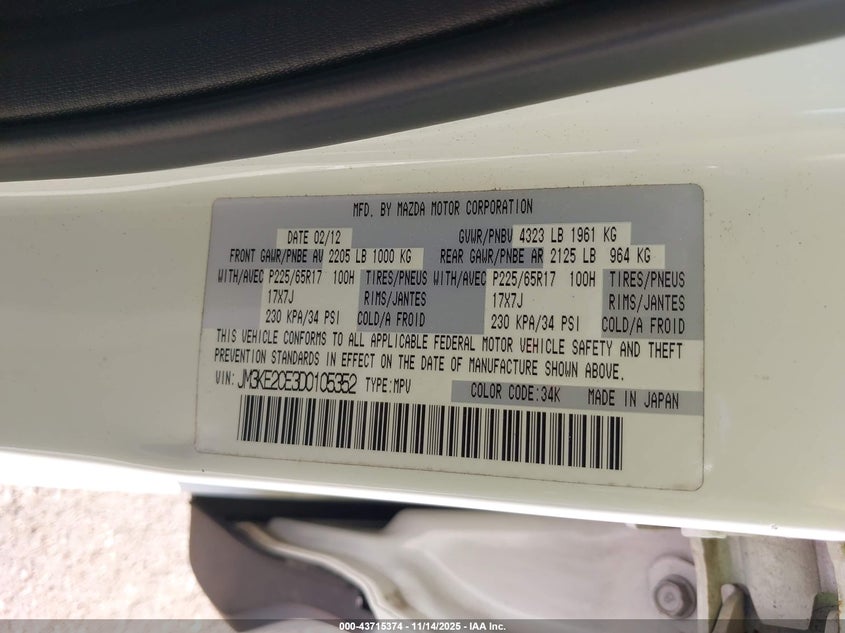 MFD. BY MAZDA MOTOR CORPORATION
DATE 02/12 GVWR/PNBV 4323 LB 1961 KG
FRONT GAWR/PNBE AV 2205 LB 1000 KG REAR GAWR/PNBE AR 2125 LB 964 KG
WITH/AVEC P225/65R17 100H TIRES/PNEUS WITH/AVEC P225/65R17 100H TIRES/PNEUS
17X7J RIMS/JANTES 17X7J RIMS/JANTES
230 KPA/34 PSI COLD/A FROID 230 KPA/34 PSI COLD/A FROID
THIS VEHICLE CONFORMS TO ALL APPLICABLE FEDERAL MOTOR VEHICLE SAFETY AND THEFT
PREVENTION STANDARDS IN EFFECT ON THE DATE OF MANUFACTURE SHOWN ABOVE.
VIN: JM3KE2CE3D0105352 TYPE:MPV COLOR CODE:34K MADE IN JAPAN
000-43715374 - 11/14/2025 - IAA Inc.